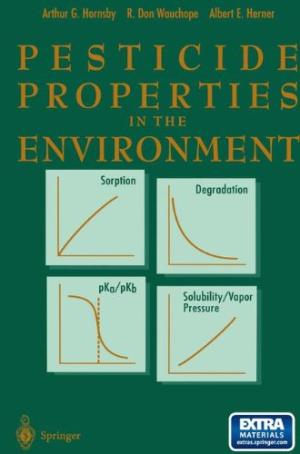 Arthur G. Hornsby R. Don Wauchope Albert E. Herner
PESTICIDE
PROPERTIES
IN THE
ENVIRONMENT
Sorption
Degradation
pKa/pKb
Solubility/Vapor
Pressure
Springer
EXTRA
MATERIALS
extras.springer.com